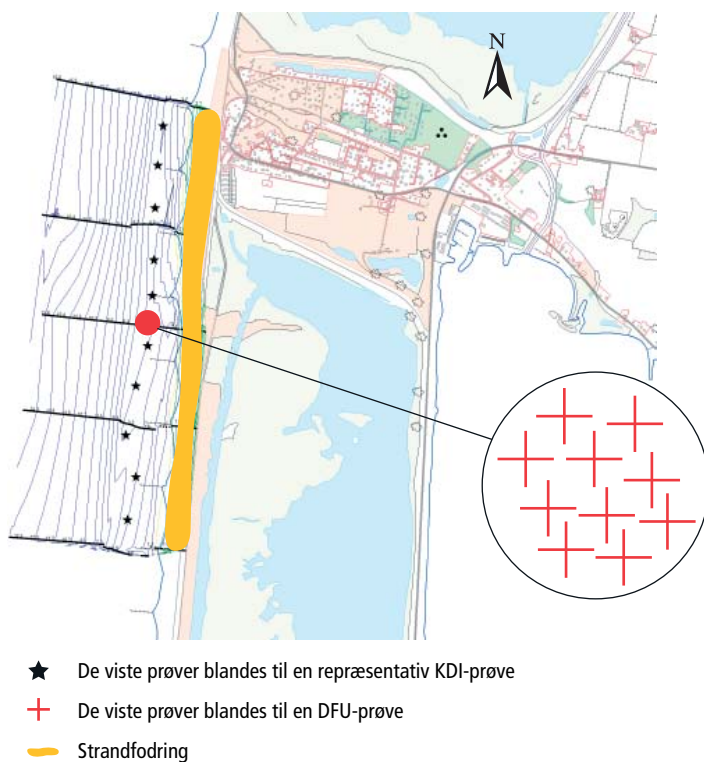 N
De viste prøver blandes til en repræsentativ KDI-prøve
De viste prøver blandes til en DFU-prøve
Strandfodring